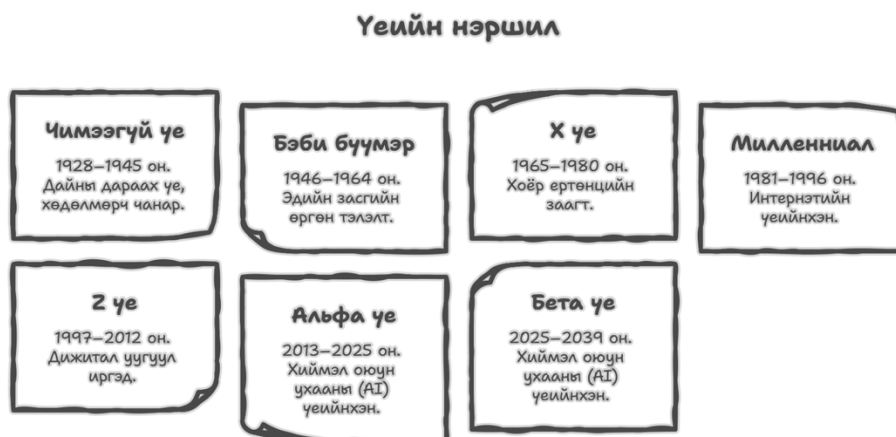 Үеийн нэршил
Чимээгүй үе
1928–1945 он.
Дайны дараах үе,
хөдөлмөрч чанар.
Бэби буумэр
1946–1964 он.
Эдийн засгийн
өргөн тэлэлт.
X үе
1965–1980 он.
Хоёр ертөнцийн
заагт.
Милленниал
1981–1996 он.
Интернэтийн
үеийнхэн.
Z үе
1997–2012 он.
Дижитал уугуул
иргэд.
Альфа үе
2013–2025 он.
Хиймэл оюун
ухааны (AI)
үеийнхэн.
Бета үе
2025–2039 он.
Хиймэл оюун
ухааны (AI)
үеийнхэн.